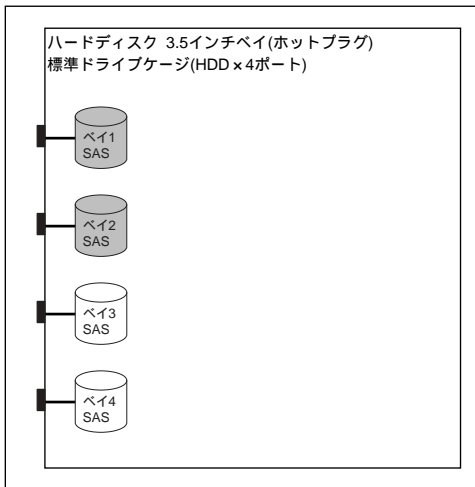 ハードディスク 3.5インチベイ(ホットプラグ)
標準ドライブケージ(HDD×4ポート)
ベイ1
SAS
ベイ2
SAS
ベイ3
SAS
ベイ4
SAS